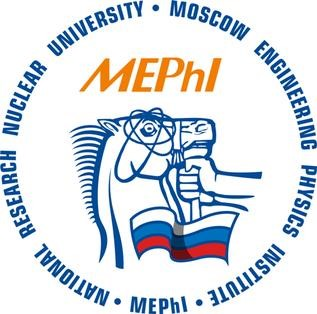 NATIONAL RESEARCH NUCLEAR UNIVERSITY • MOSCOW ENGINEERING PHYSICS INSTITUTE • MEPhI •
MEPhI